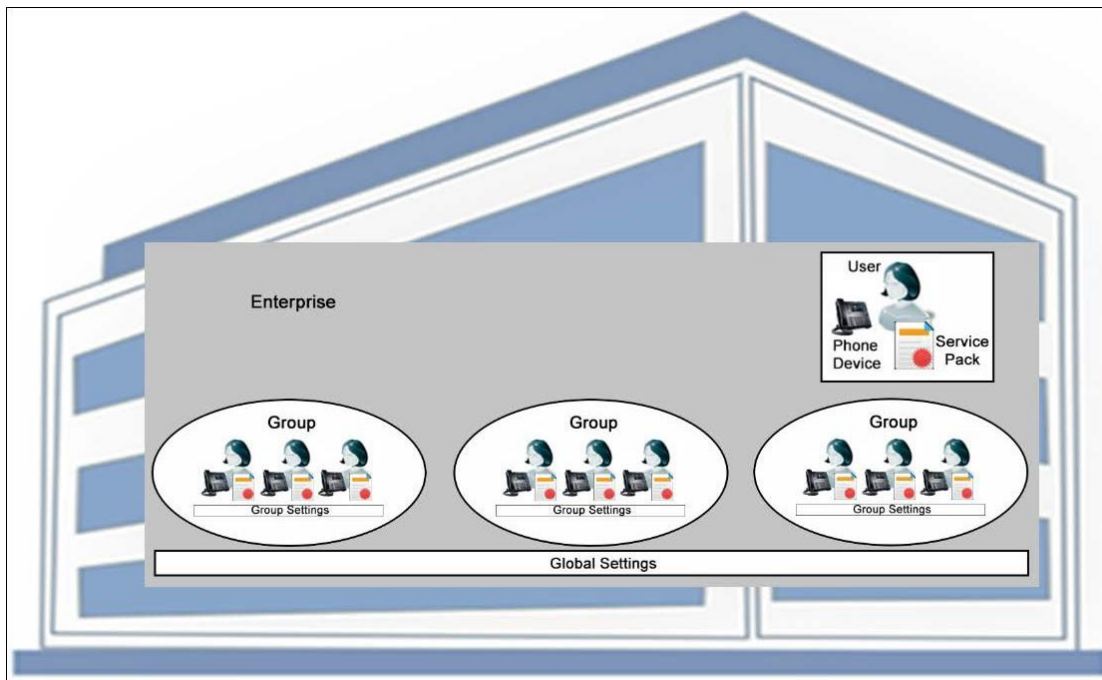 Enterprise
User
Phone
Device
Service
Pack
Group
Group Settings
Group
Group Settings
Group
Group Settings
Global Settings